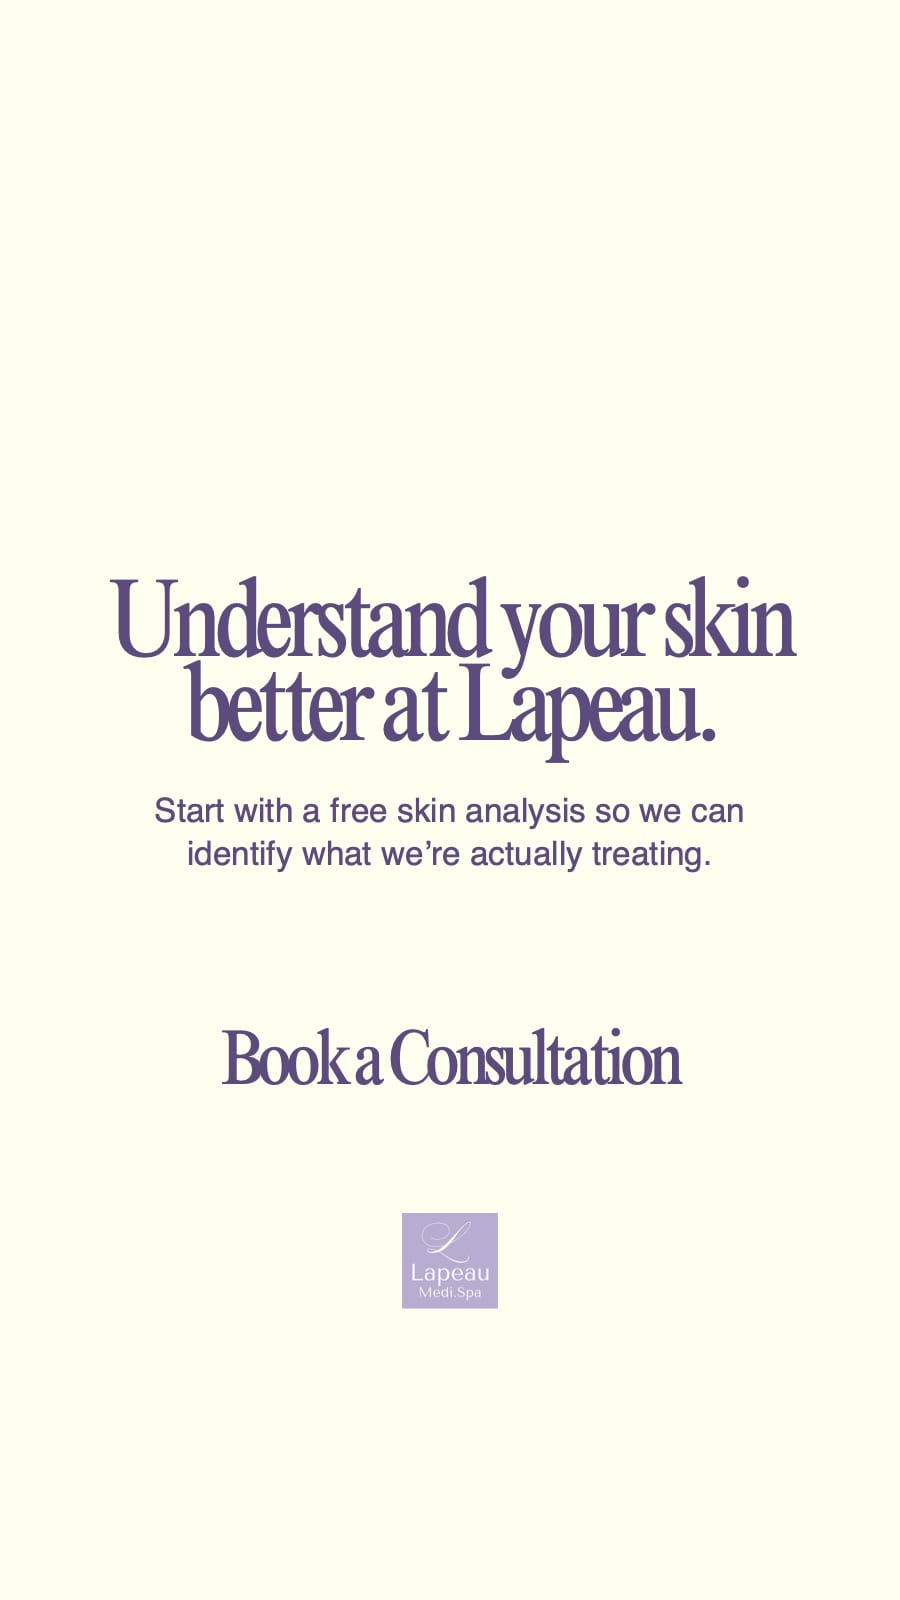 Understand your skin
better at Lapeau.
Start with a free skin analysis so we can
identify what we’re actually treating.
Book a Consultation
L
Lapeau
Medi.Spa